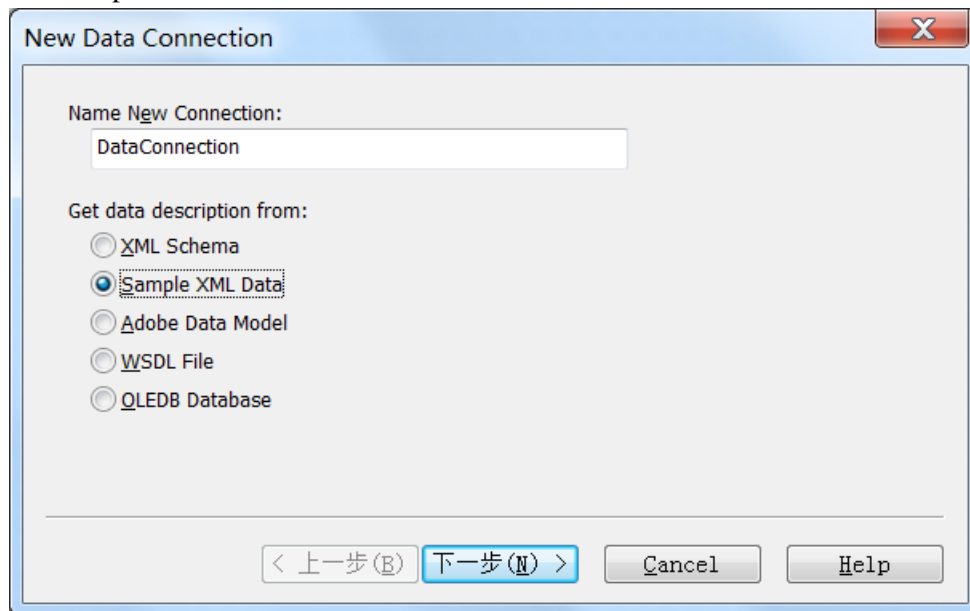 New Data Connection
Name New Connection:
DataConnection
Get data description from:
XML Schema
Sample XML Data
Adobe Data Model
WSDL File
OLEDB Database
< 上一步(B) 下一步(N) > Cancel Help